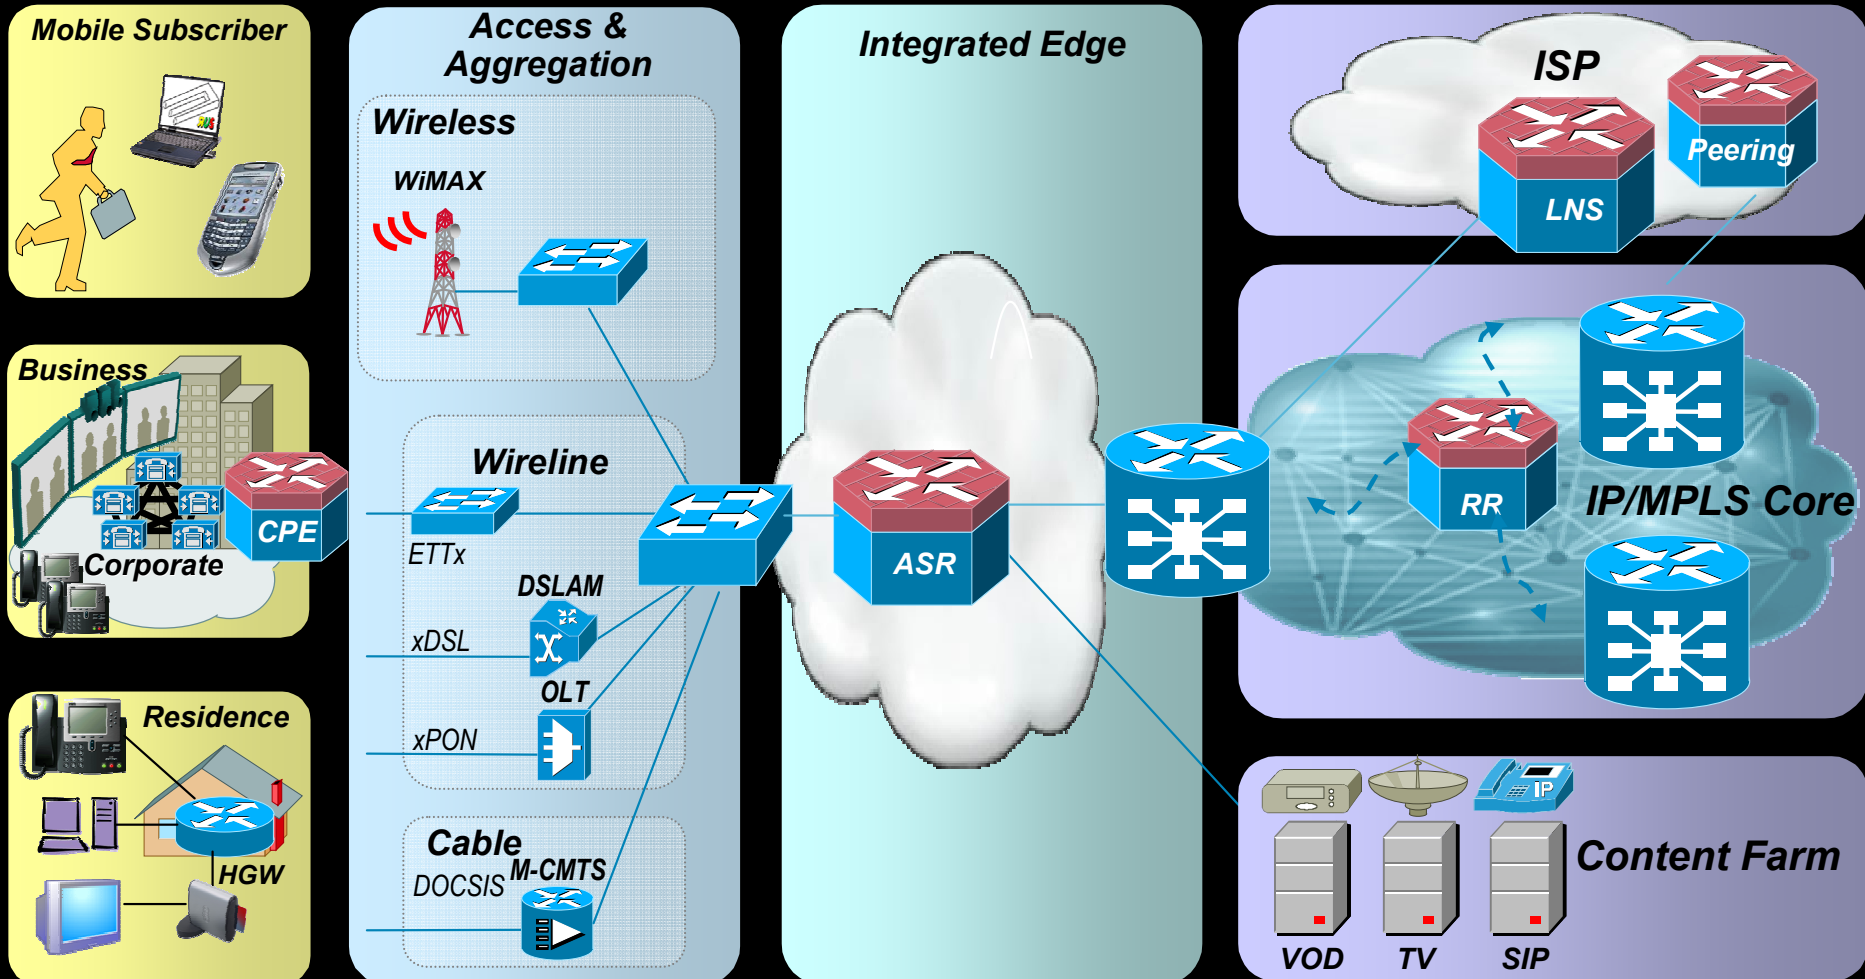 Mobile Subscriber
Business
Corporate
CPE
Residence
HGW
Access &
Aggregation
Wireless
WiMAX
Wireline
ETTx
DSLAM
xDSL
OLT
xPON
Cable
M-CMTS
DOCSIS
Integrated Edge
ASR
ISP
Peering
LNS
RR
IP/MPLS Core
IP
Content Farm
VOD
TV
SIP